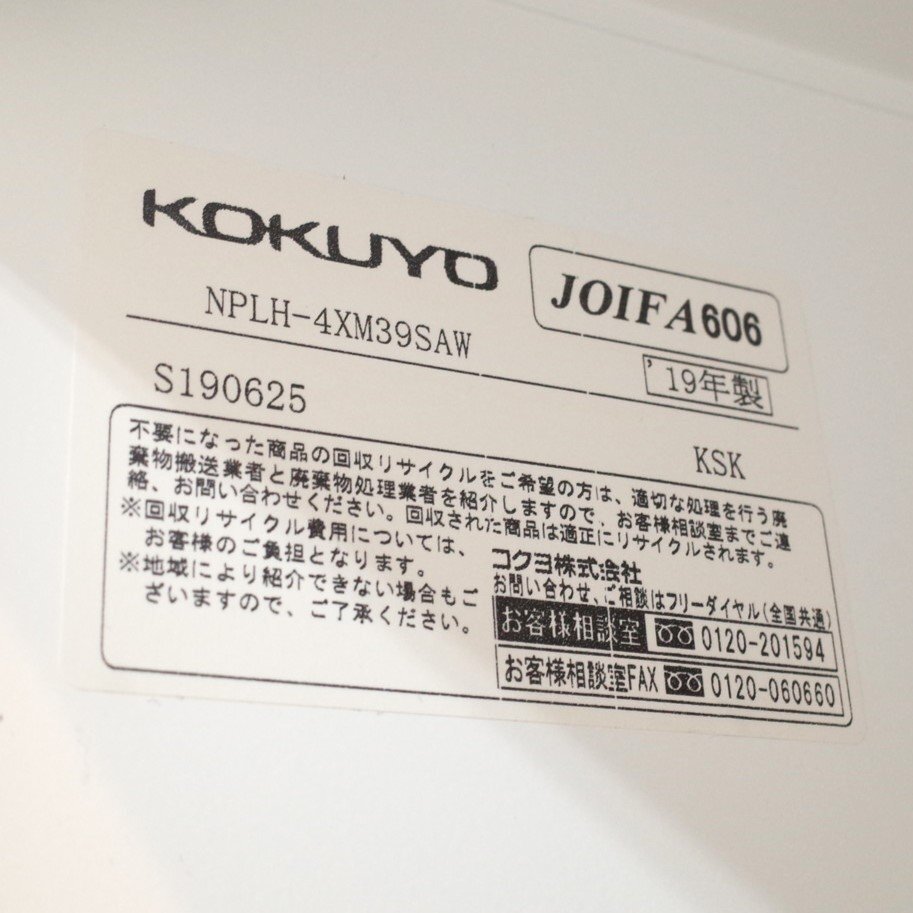 KOKUYO
JOIFA606
NPLH-4XM39SAW
'19年製
S190625
KSK
不要になった商品の回収リサイクルをご希望の方は、適切な処理を行う廃
棄物搬送業者と廃棄物処理業者を紹介しますので、お客様相談室までご連
絡、お問い合わせください。回収された商品は適正にリサイクルされます。
※回収リサイクル費用については、
お客様のご負担となります。
※地域により紹介できない場合もご
ざいますので、ご了承ください。
コクヨ株式会社
お問い合わせ、ご相談はフリーダイヤル(全国共通)
お客様相談室 0120-201594
お客様相談室FAX 0120-060660